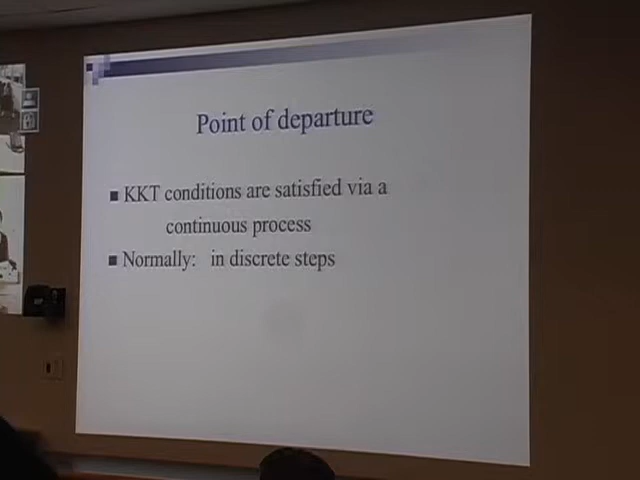 Point of departure
KKT conditions are satisfied via a
continuous process
Normally: in discrete steps